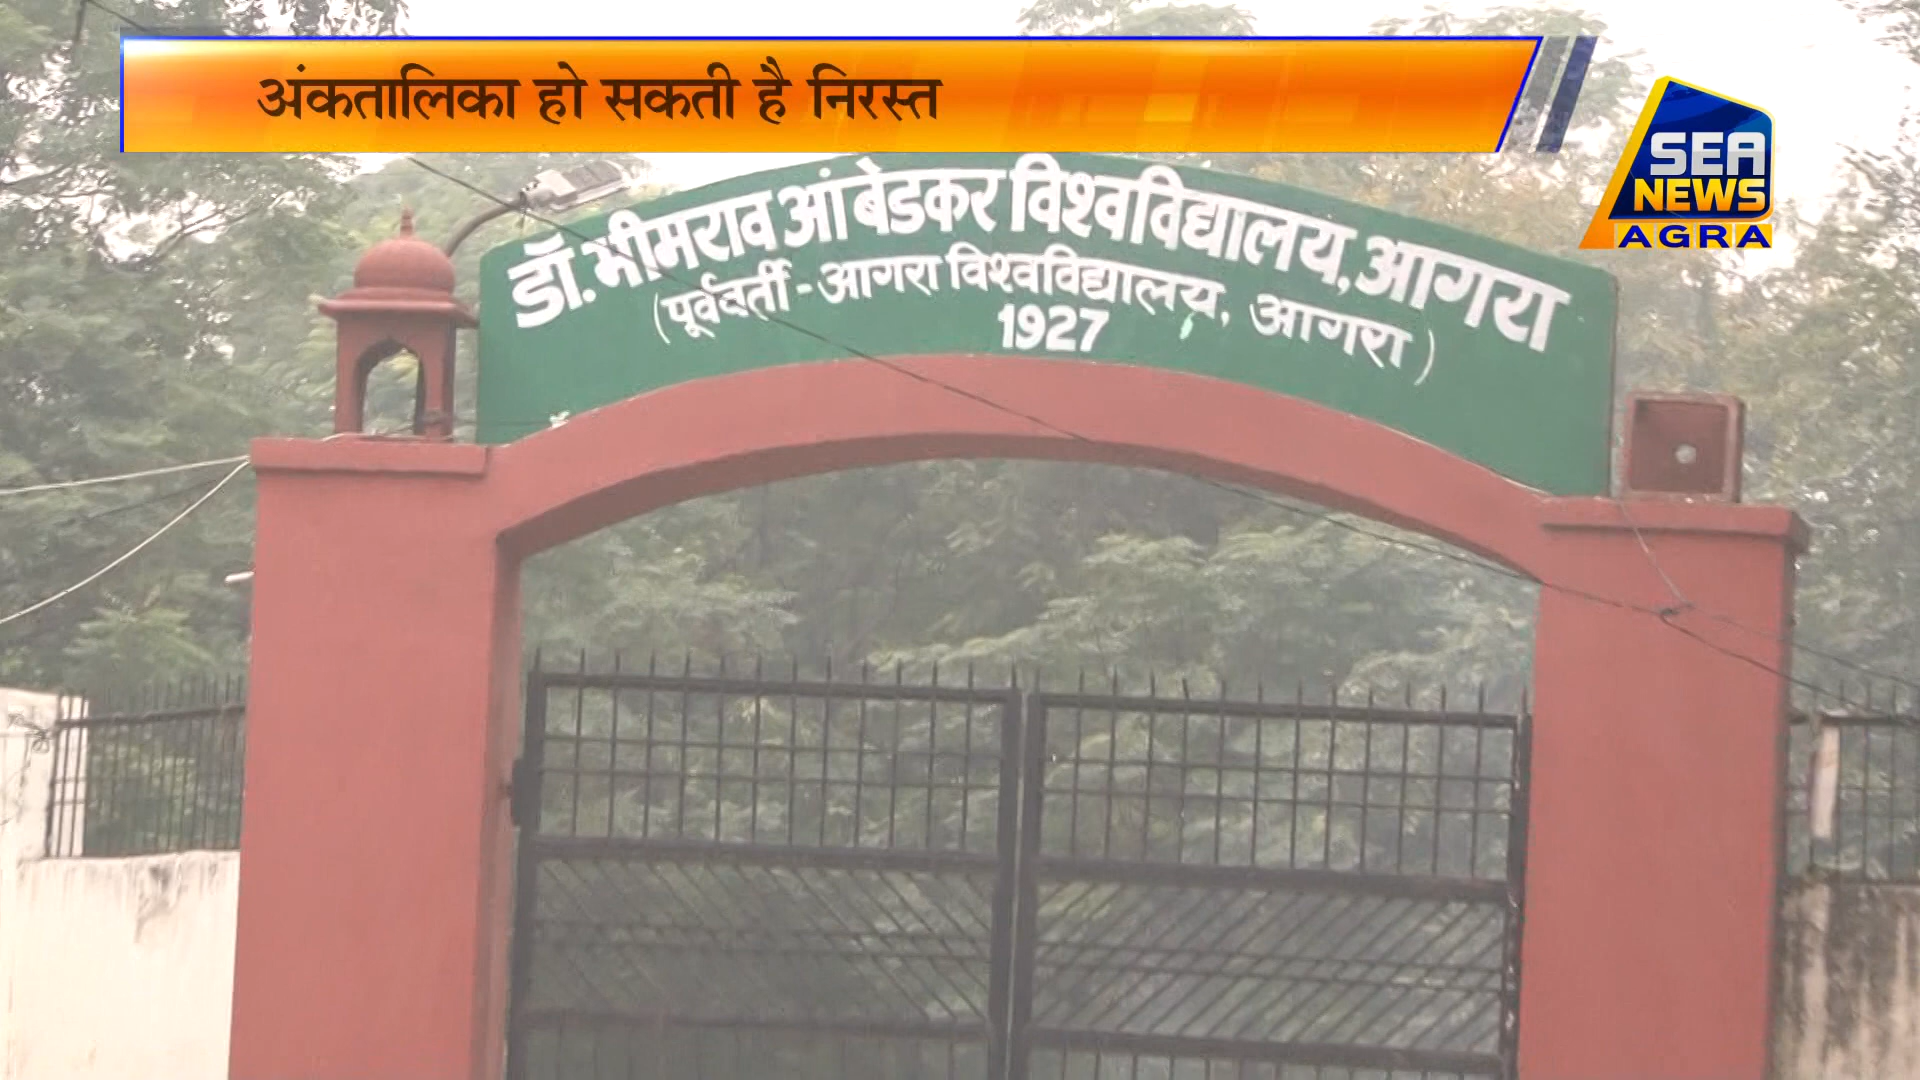 अंकतालिका हो सकती है निरस्त
SEA
NEWS
AGRA
डॉ.भीमराव आंबेडकर विश्वविद्यालय,आगरा
(पूर्ववर्ती-आगरा विश्वविद्यालय, आगरा)
1927